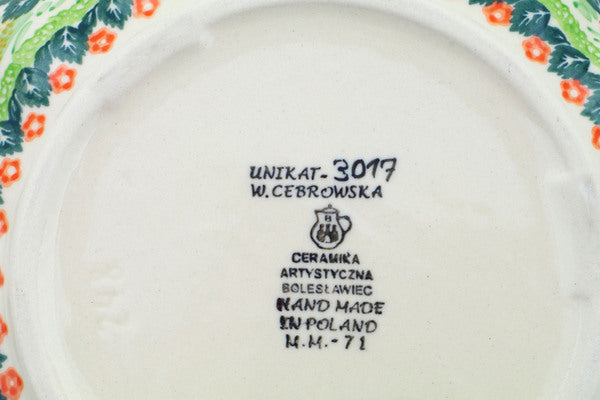 UNIKAT-3017
W. CEBROWSKA
B
CERAMIKA
ARTYSTYCZNA
BOLESŁAWIEC
HAND MADE
IN POLAND
M.M.-71